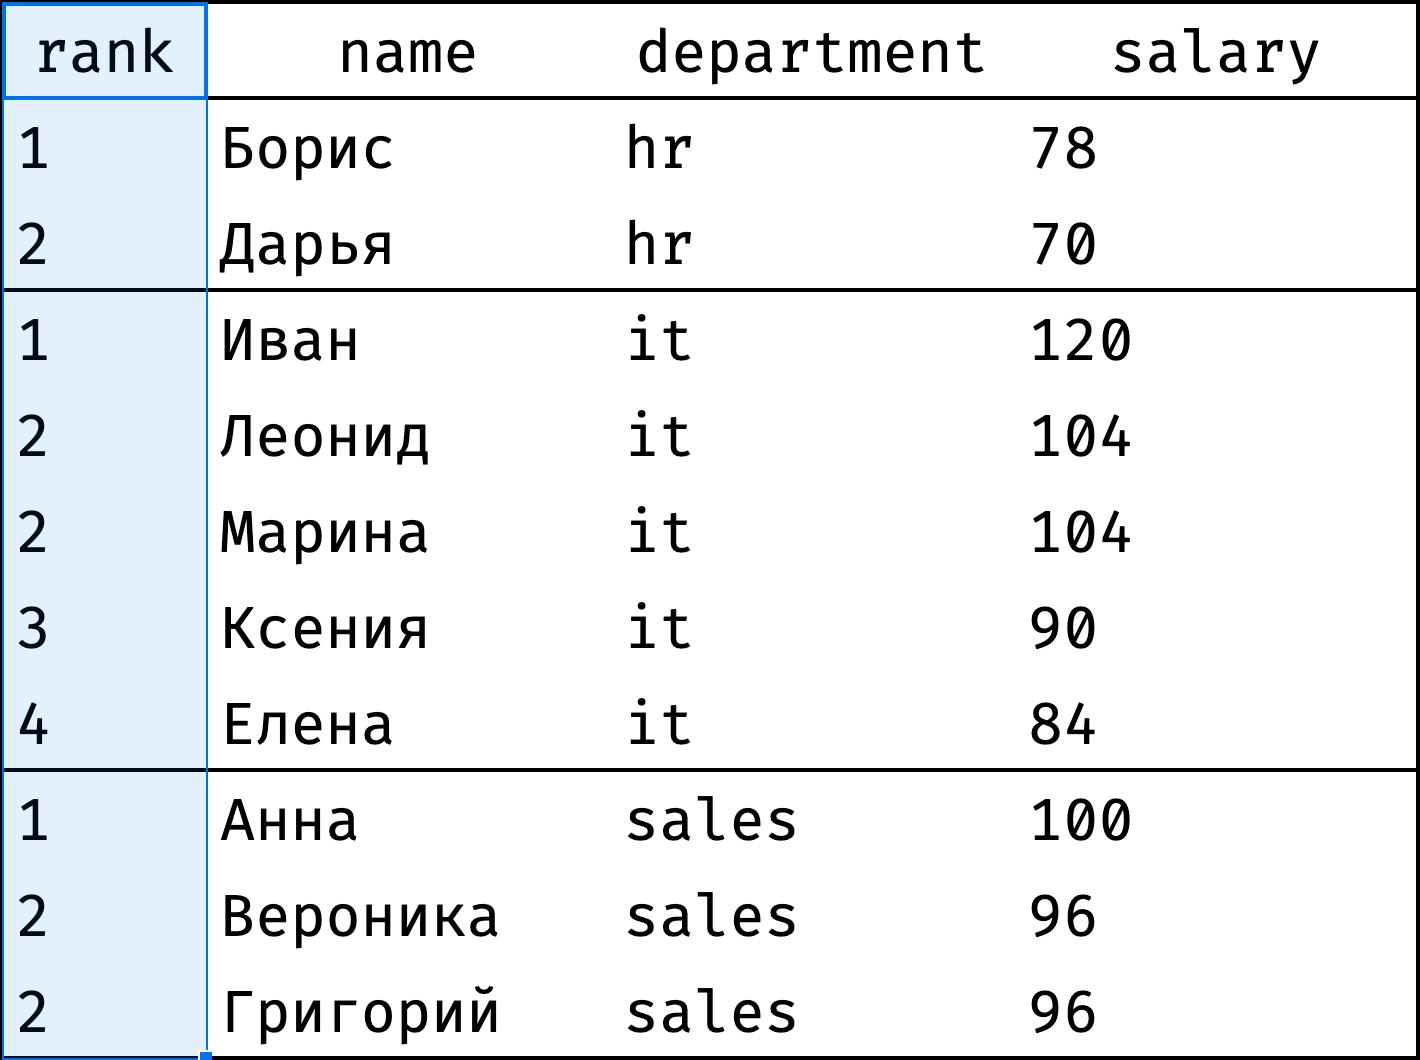 rank name department salary
1 Борис hr 78
2 Дарья hr 70
1 Иван it 120
2 Леонид it 104
2 Марина it 104
3 Ксения it 90
4 Елена it 84
1 Анна sales 100
2 Вероника sales 96
2 Григорий sales 96